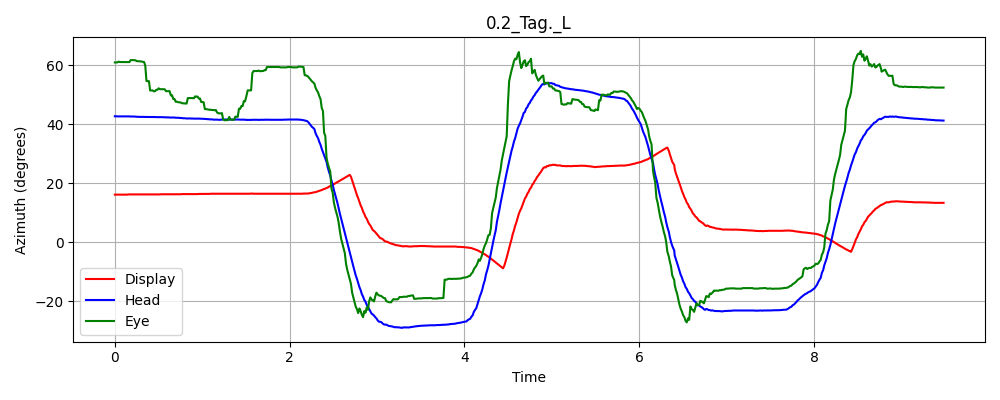 0.2_Tag._L
Azimuth (degrees)
60
40
20
0
−20
Display
Head
Eye
0 2 4 6 8
Time